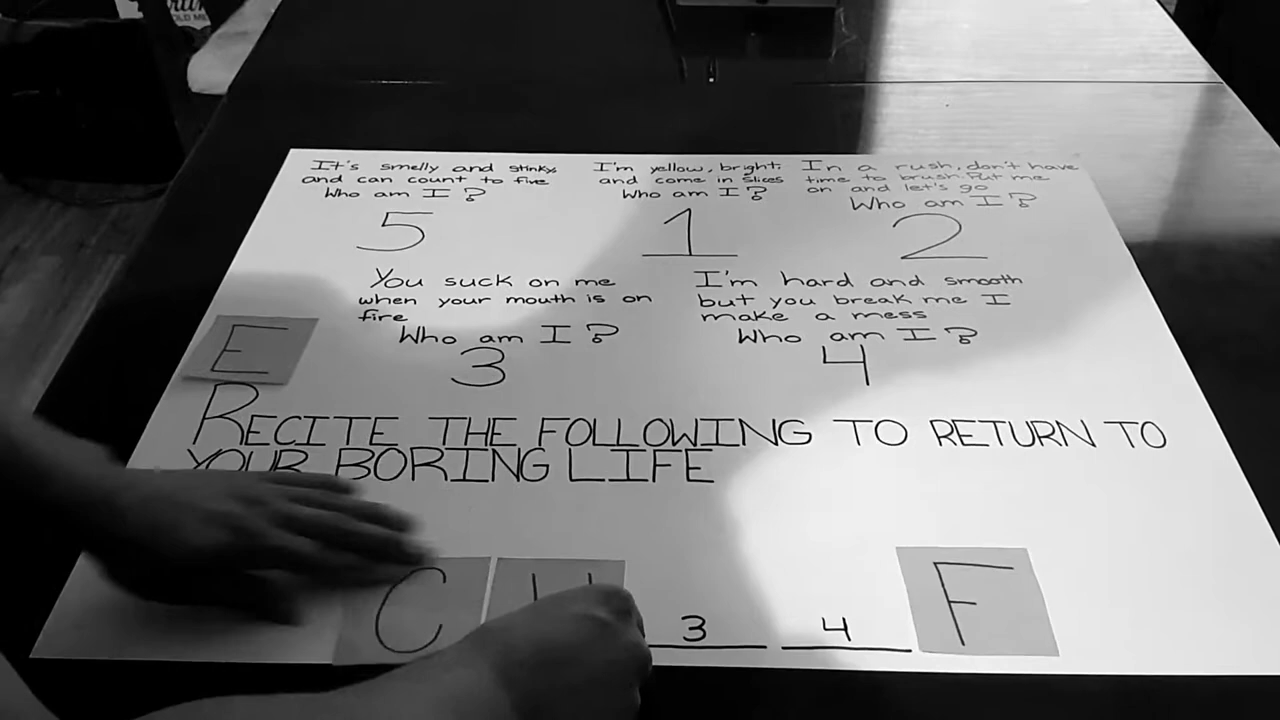 OLD ME
It's smelly and stinky
and can count to five
Who am I?
5
I'm yellow, bright,
and come in slices
Who am I?
1
In a rush, don't have
time to brush. Put me
on and let's go
Who am I?
2
You suck on me
when your mouth is on
fire
Who am I?
3
I'm hard and smooth
but you break me I
make a mess
Who am I?
4
E
RECITE THE FOLLOWING TO RETURN TO
YOUR BORING LIFE
C 3 4 F